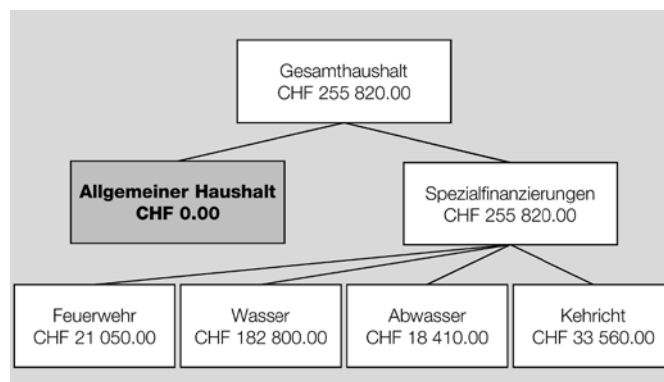 Gesamthaushalt
CHF 255 820.00
Allgemeiner Haushalt
CHF 0.00
Spezialfinanzierungen
CHF 255 820.00
Feuerwehr
CHF 21 050.00
Wasser
CHF 182 800.00
Abwasser
CHF 18 410.00
Kehricht
CHF 33 560.00